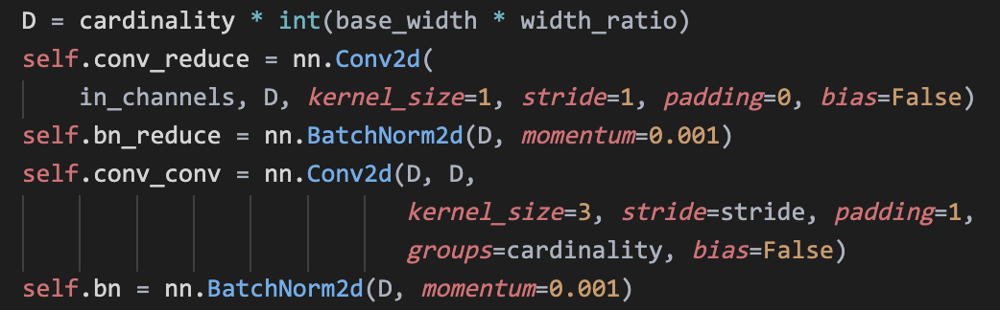 D = cardinality * int(base_width * width_ratio)
self.conv_reduce = nn.Conv2d(
in_channels, D, kernel_size=1, stride=1, padding=0, bias=False)
self.bn_reduce = nn.BatchNorm2d(D, momentum=0.001)
self.conv_conv = nn.Conv2d(D, D,
kernel_size=3, stride=stride, padding=1,
groups=cardinality, bias=False)
self.bn = nn.BatchNorm2d(D, momentum=0.001)